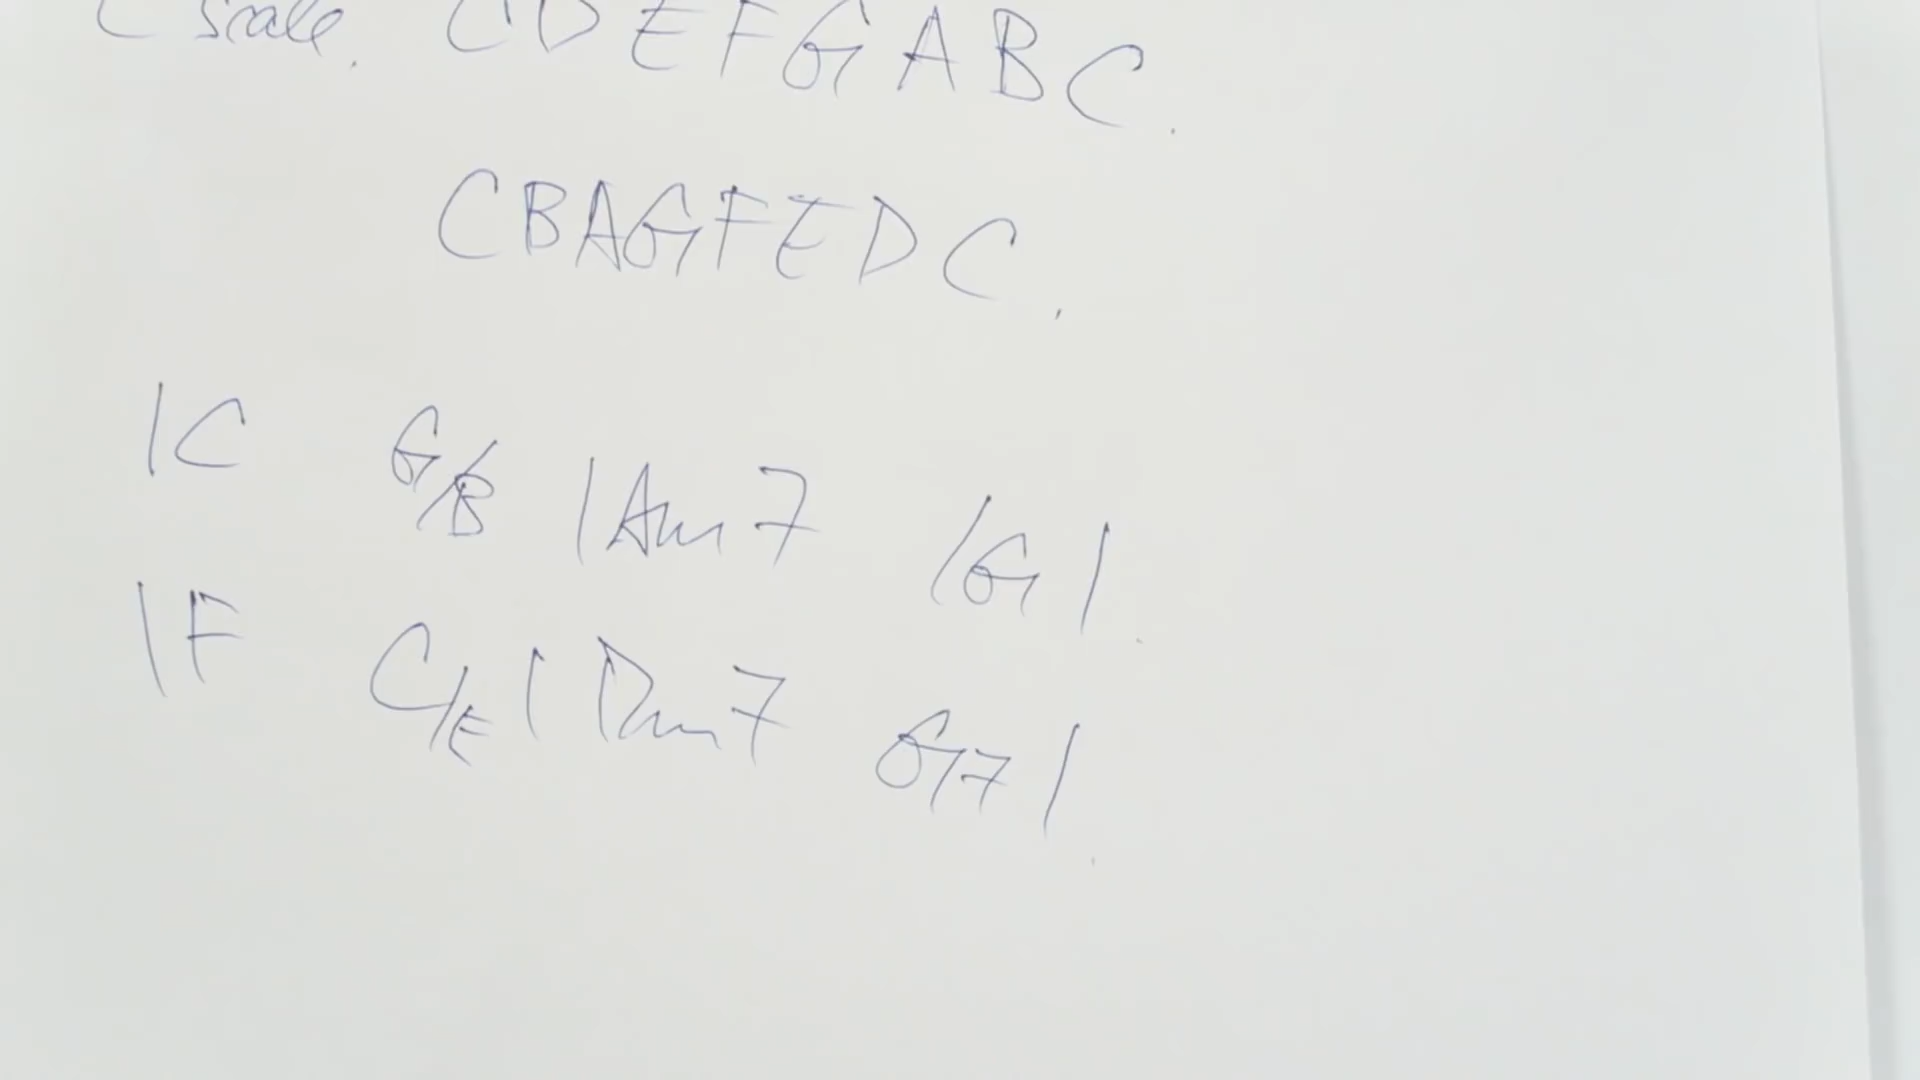 C scale. C D E F G A B C.
C B A G F E D C.
| C G/B | Am7 | G |
| F C/E | Dm7 G7 |